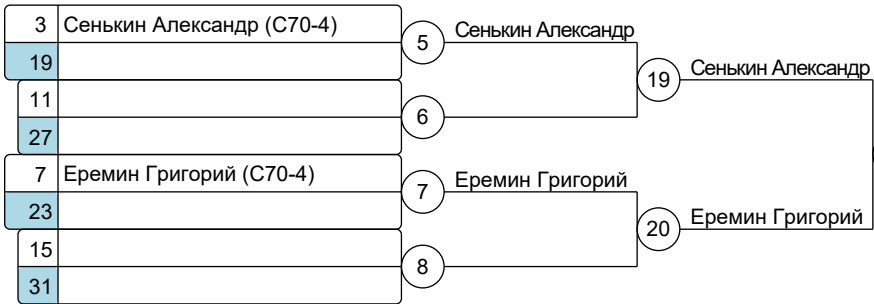 3 Сенькин Александр (С70-4)
5 Сенькин Александр
19
19 Сенькин Александр
11
6
27
7 Еремин Григорий (С70-4)
7 Еремин Григорий
23
20 Еремин Григорий
15
8
31